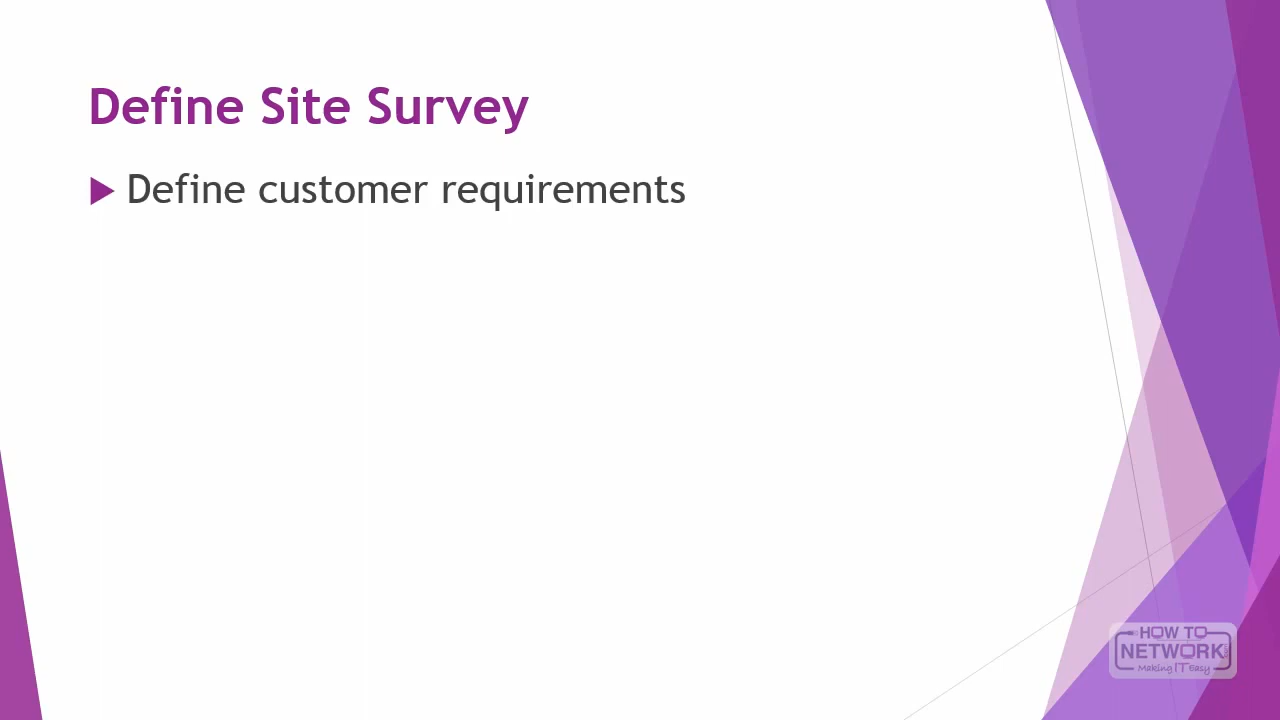 Define Site Survey
Define customer requirements
HOW TO
NETWORK
Making IT Easy